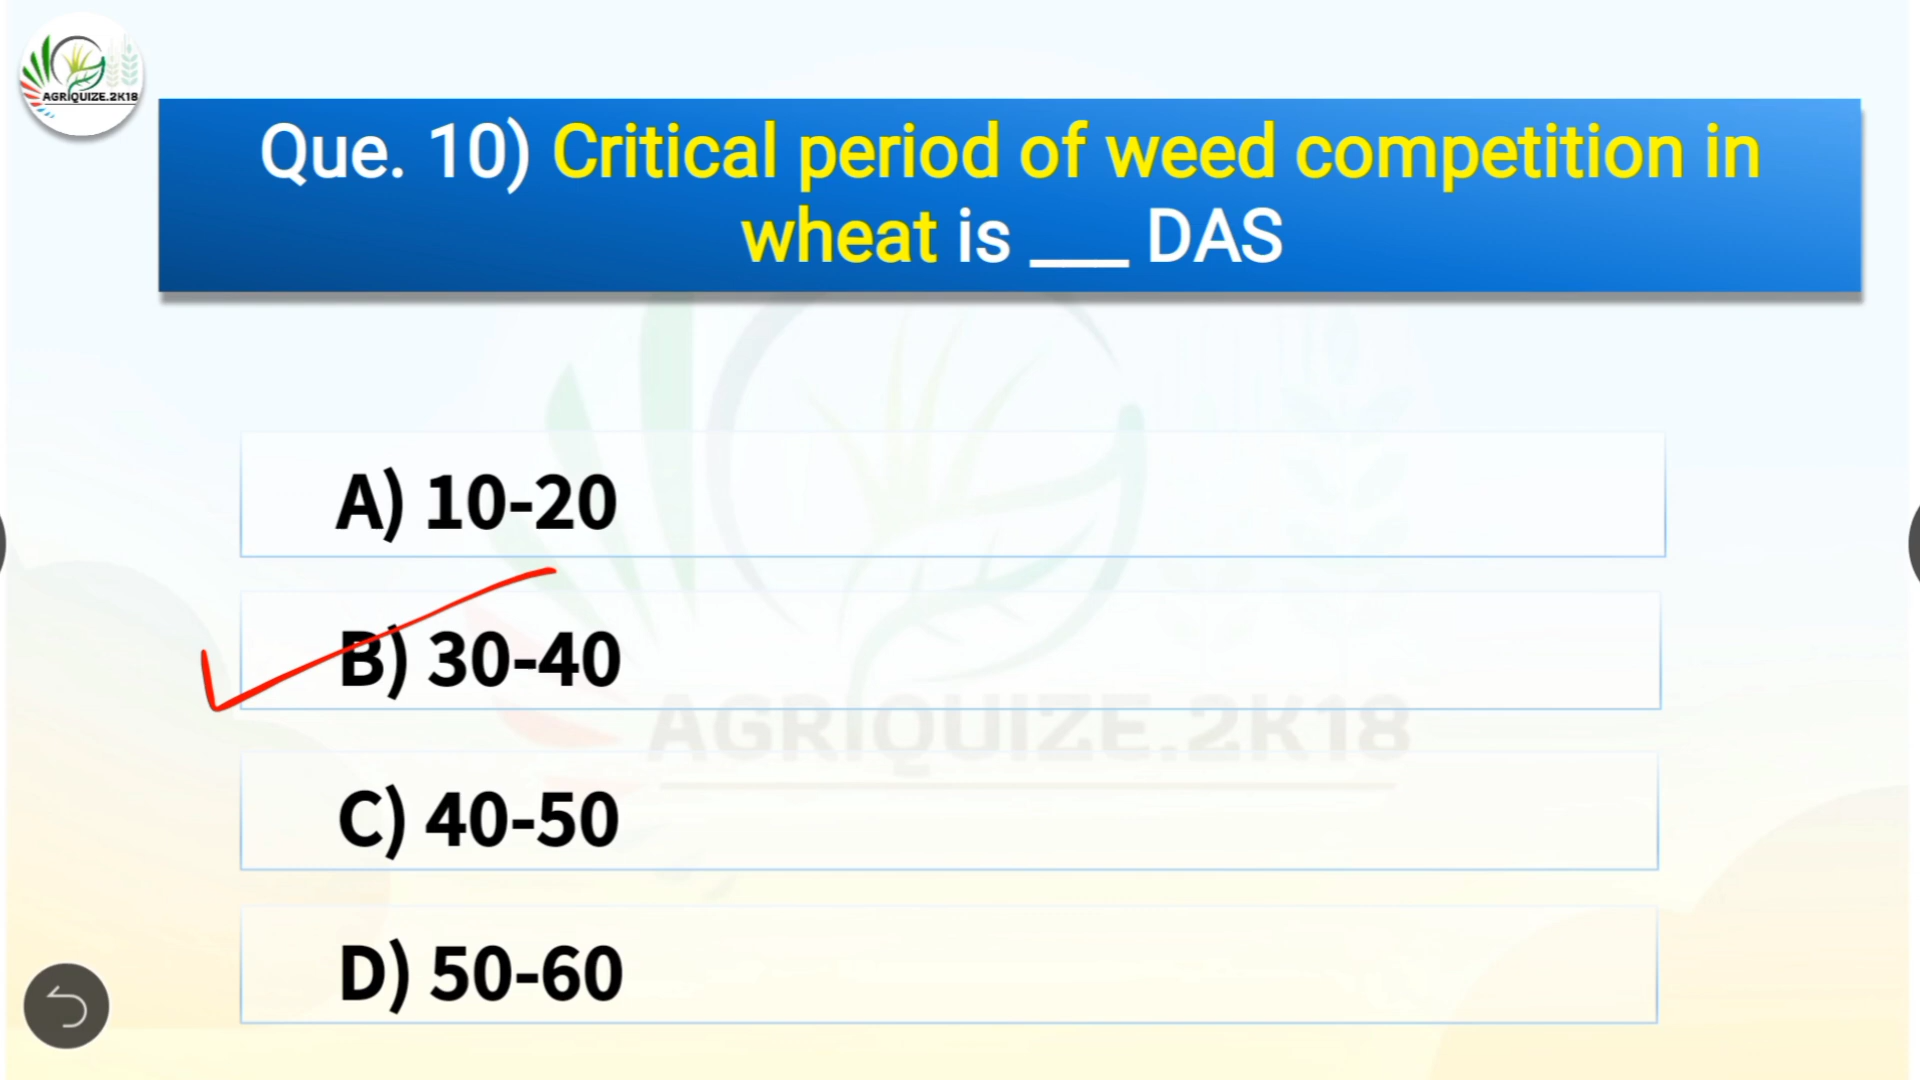 AGRIQUIZE.2K18
Que. 10) Critical period of weed competition in
wheat is ___ DAS
A) 10-20
B) 30-40
AGRIQUIZE.2K18
C) 40-50
D) 50-60